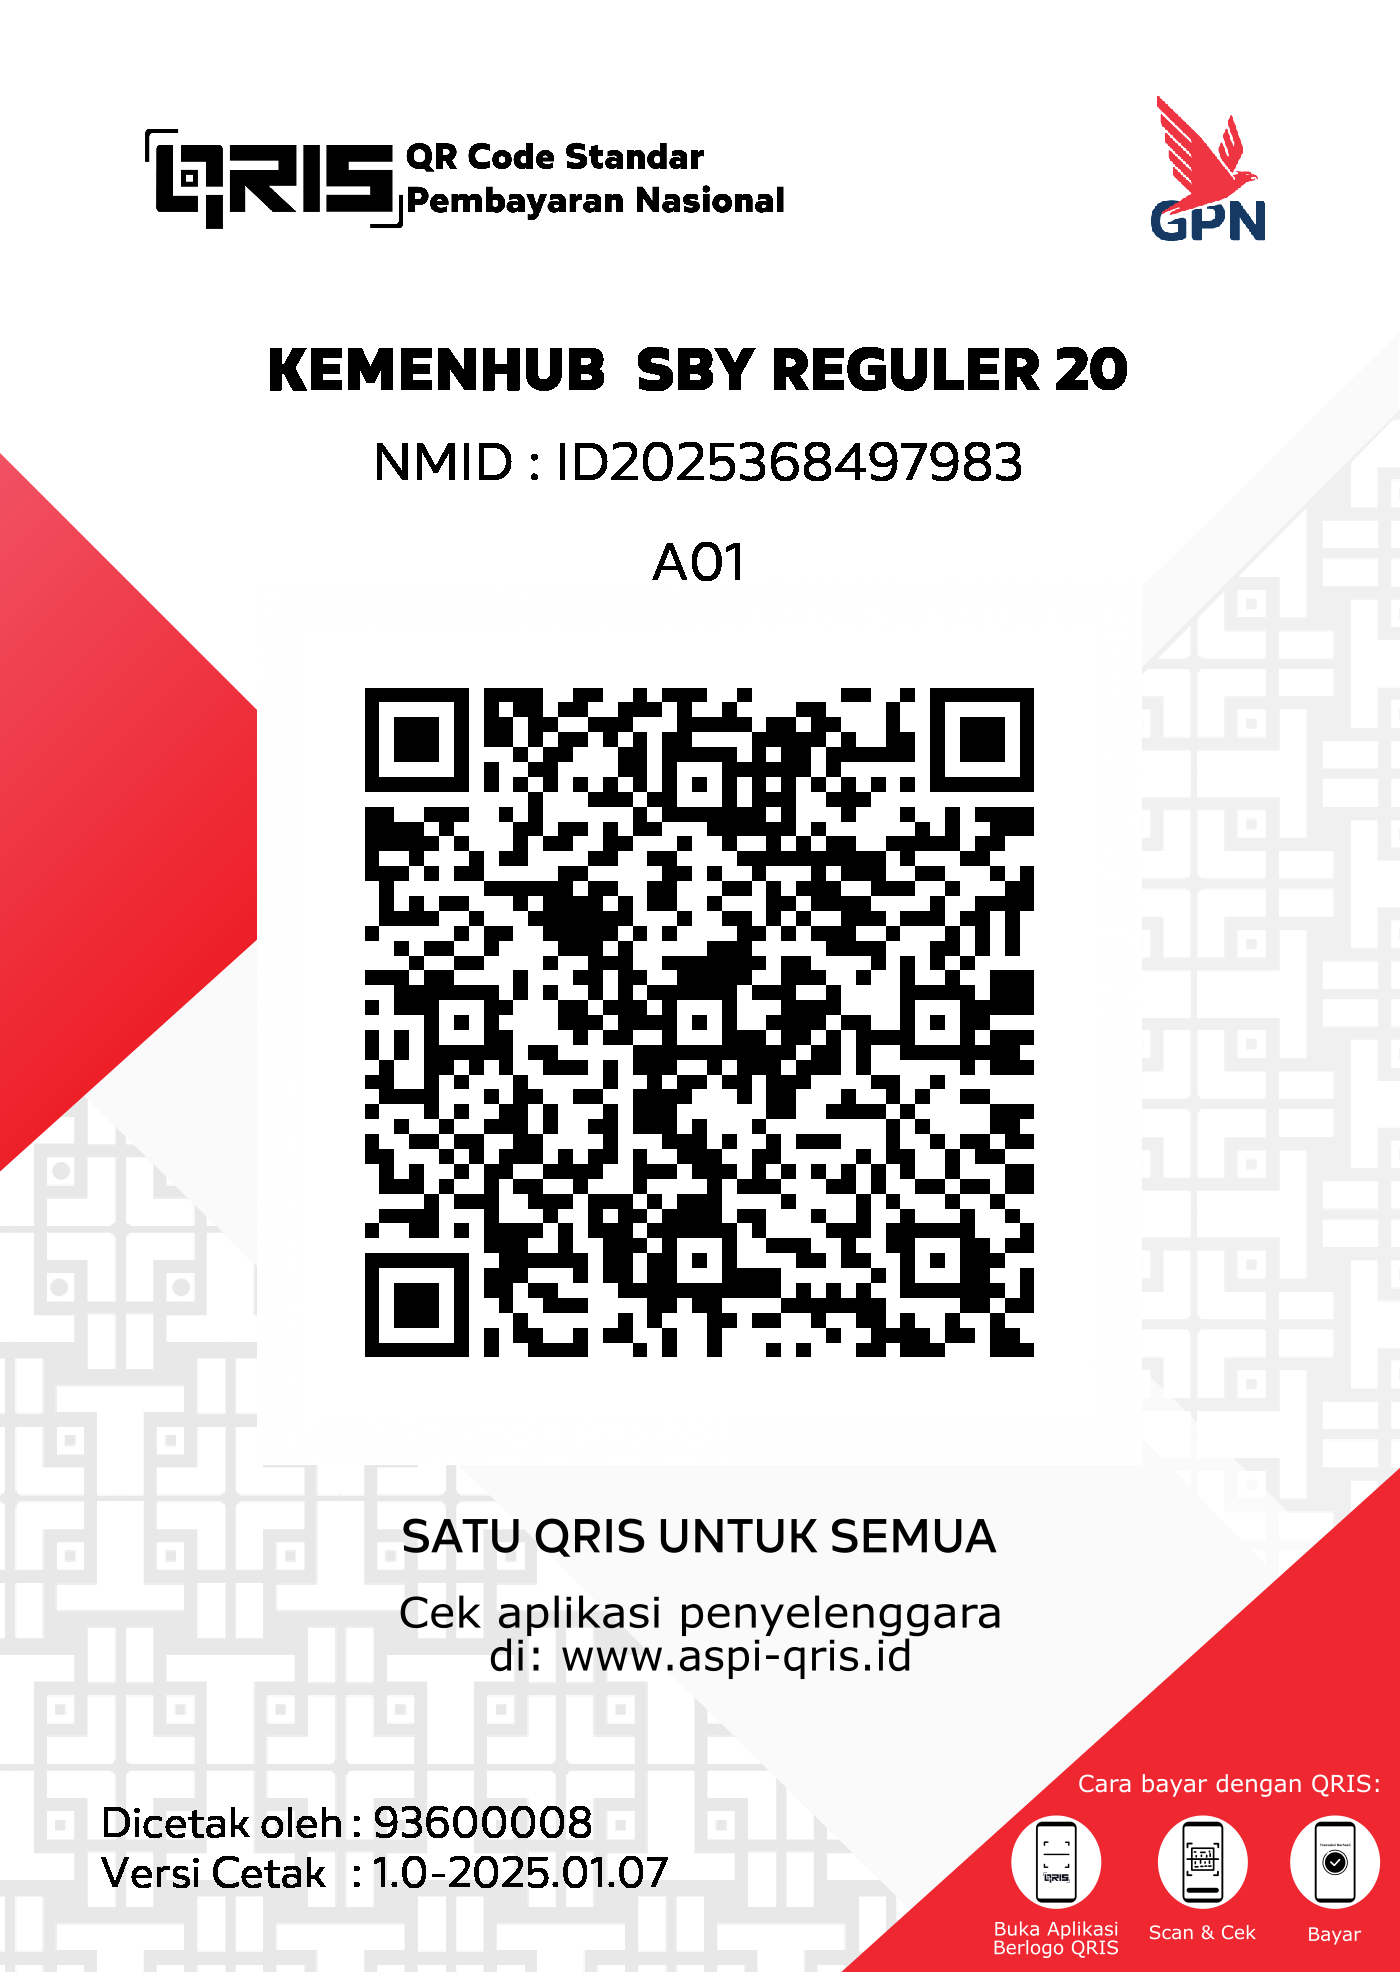 QRIS QR Code Standar
Pembayaran Nasional
GPN
KEMENHUB  SBY REGULER 20
NMID : ID2025368497983
A01
SATU QRIS UNTUK SEMUA
Cek aplikasi penyelenggara
di: www.aspi-qris.id
Dicetak oleh : 93600008
Versi Cetak : 1.0-2025.01.07
Cara bayar dengan QRIS:
QRIS
Buka Aplikasi
Berlogo QRIS
Scan & Cek
Bayar